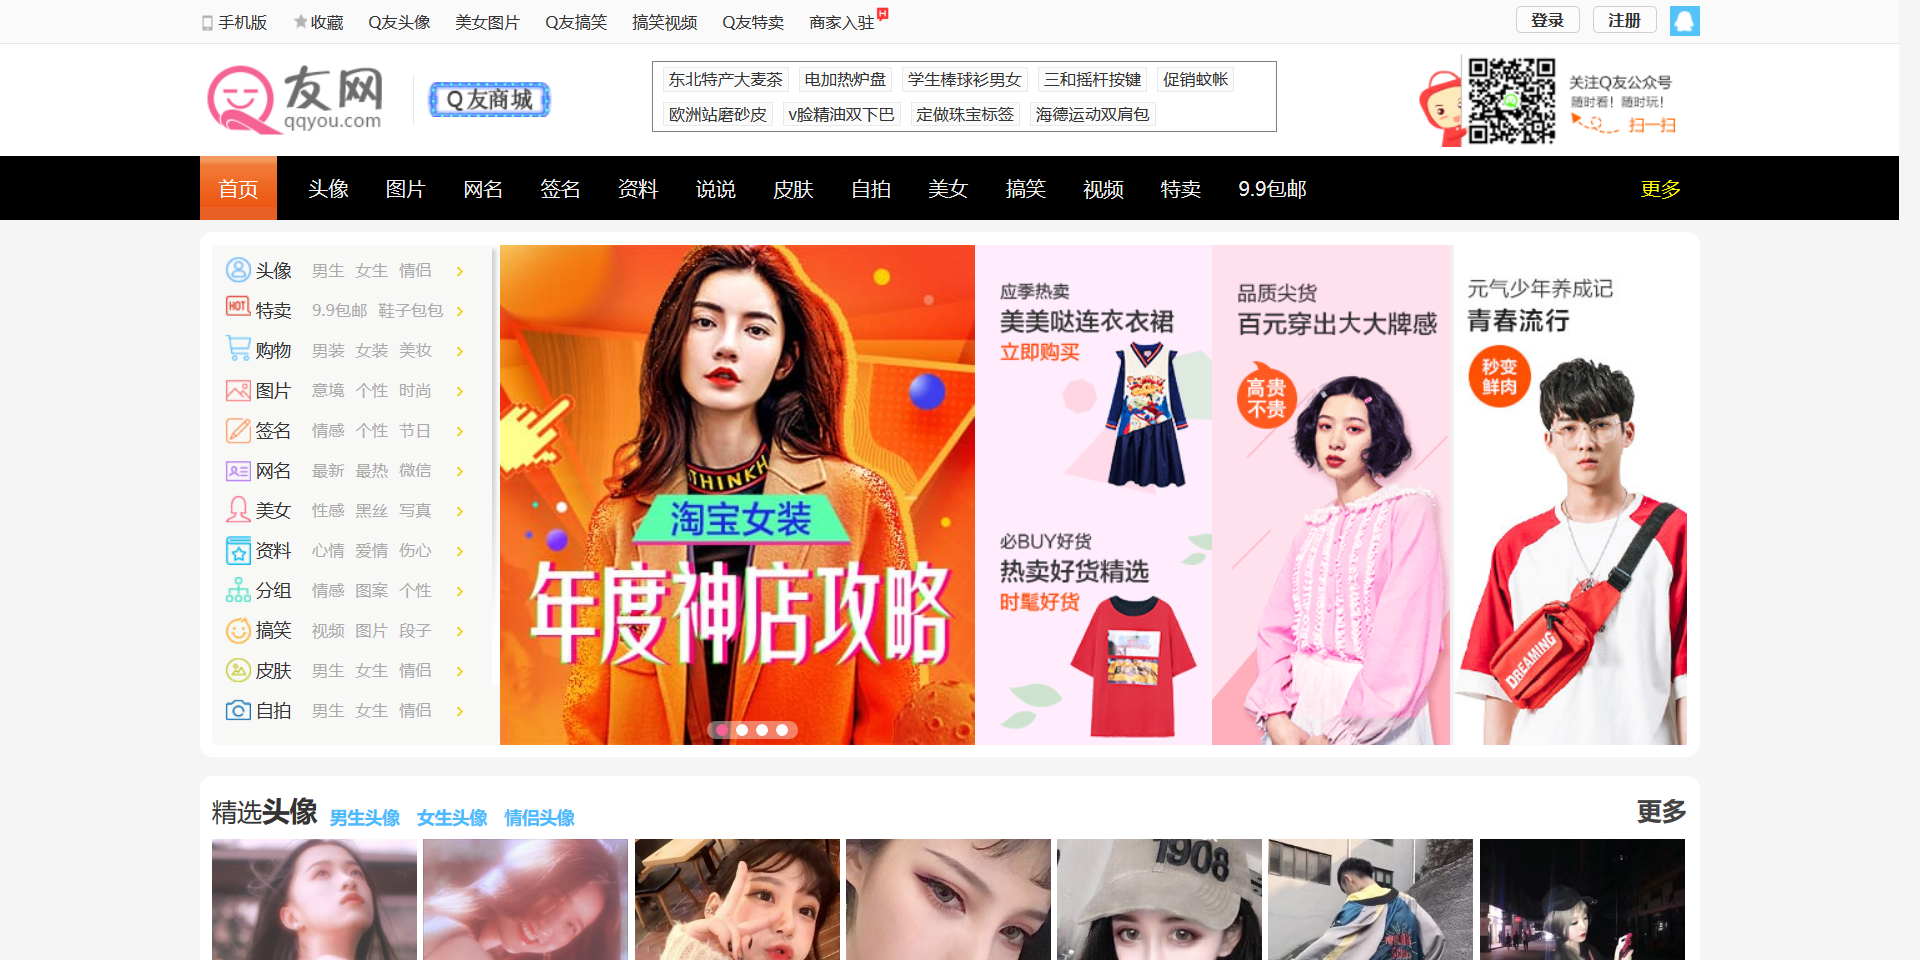 手机版 收藏 Q友头像 美女图片 Q友搞笑 搞笑视频 Q友特卖 商家入驻 H 登录 注册
友网
qqyou.com
Q友商城
东北特产大麦茶 电加热炉盘 学生棒球衫男女 三和摇杆按键 促销蚊帐
欧洲站磨砂皮 v脸精油双下巴 定做珠宝标签 海德运动双肩包
关注Q友公众号
随时看！随时玩！
扫一扫
首页 头像 图片 网名 签名 资料 说说 皮肤 自拍 美女 搞笑 视频 特卖 9.9包邮 更多
头像 男生 女生 情侣 >
HOT 特卖 9.9包邮 鞋子包包 >
购物 男装 女装 美妆 >
图片 意境 个性 时尚 >
签名 情感 个性 节日 >
网名 最新 最热 微信 >
美女 性感 黑丝 写真 >
资料 心情 爱情 伤心 >
分组 情感 图案 个性 >
搞笑 视频 图片 段子 >
皮肤 男生 女生 情侣 >
自拍 男生 女生 情侣 >
THINKH
淘宝女装
年度神店攻略
应季热卖
美美哒连衣衣裙
立即购买
必BUY好货
热卖好货精选
时髦好货
品质尖货
百元穿出大大牌感
高贵
不贵
元气少年养成记
青春流行
秒变
鲜肉
DREAMING
精选头像 男生头像 女生头像 情侣头像 更多
1908